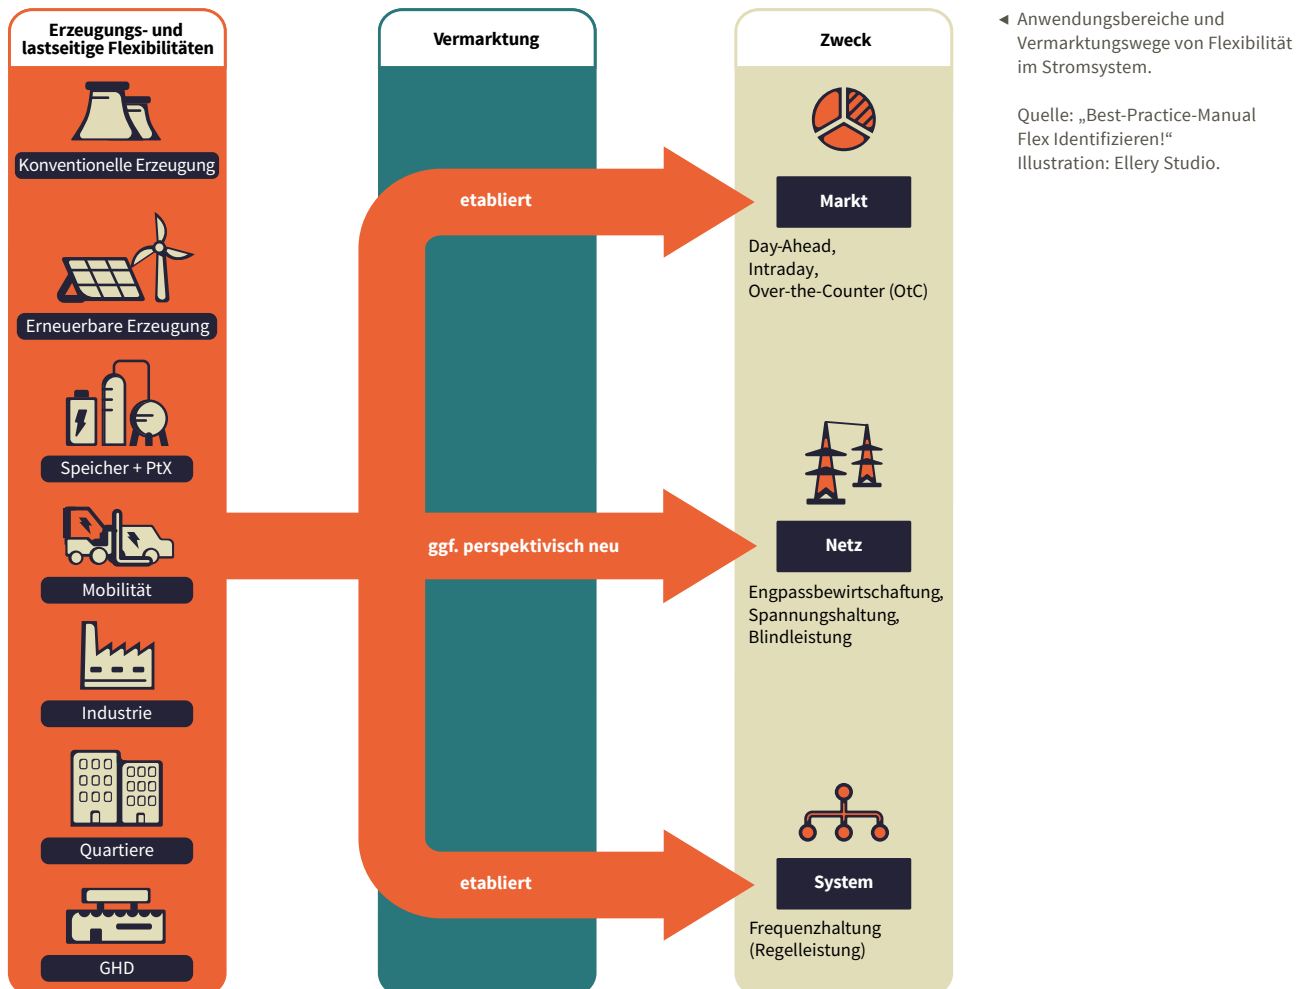 Erzeugungs- und
lastseitige Flexibilitäten
Konventionelle Erzeugung
Erneuerbare Erzeugung
Speicher + PtX
Mobilität
Industrie
Quartiere
GHD
Vermarktung
etabliert
ggf. perspektivisch neu
etabliert
Zweck
Markt
Day-Ahead,
Intraday,
Over-the-Counter (OtC)
Netz
Engpassbewirtschaftung,
Spannungshaltung,
Blindleistung
System
Frequenzhaltung
(Regelleistung)
◄ Anwendungsbereiche und
Vermarktungswege von Flexibilität
im Stromsystem.
Quelle: „Best-Practice-Manual
Flex Identifizieren!“
Illustration: Ellery Studio.